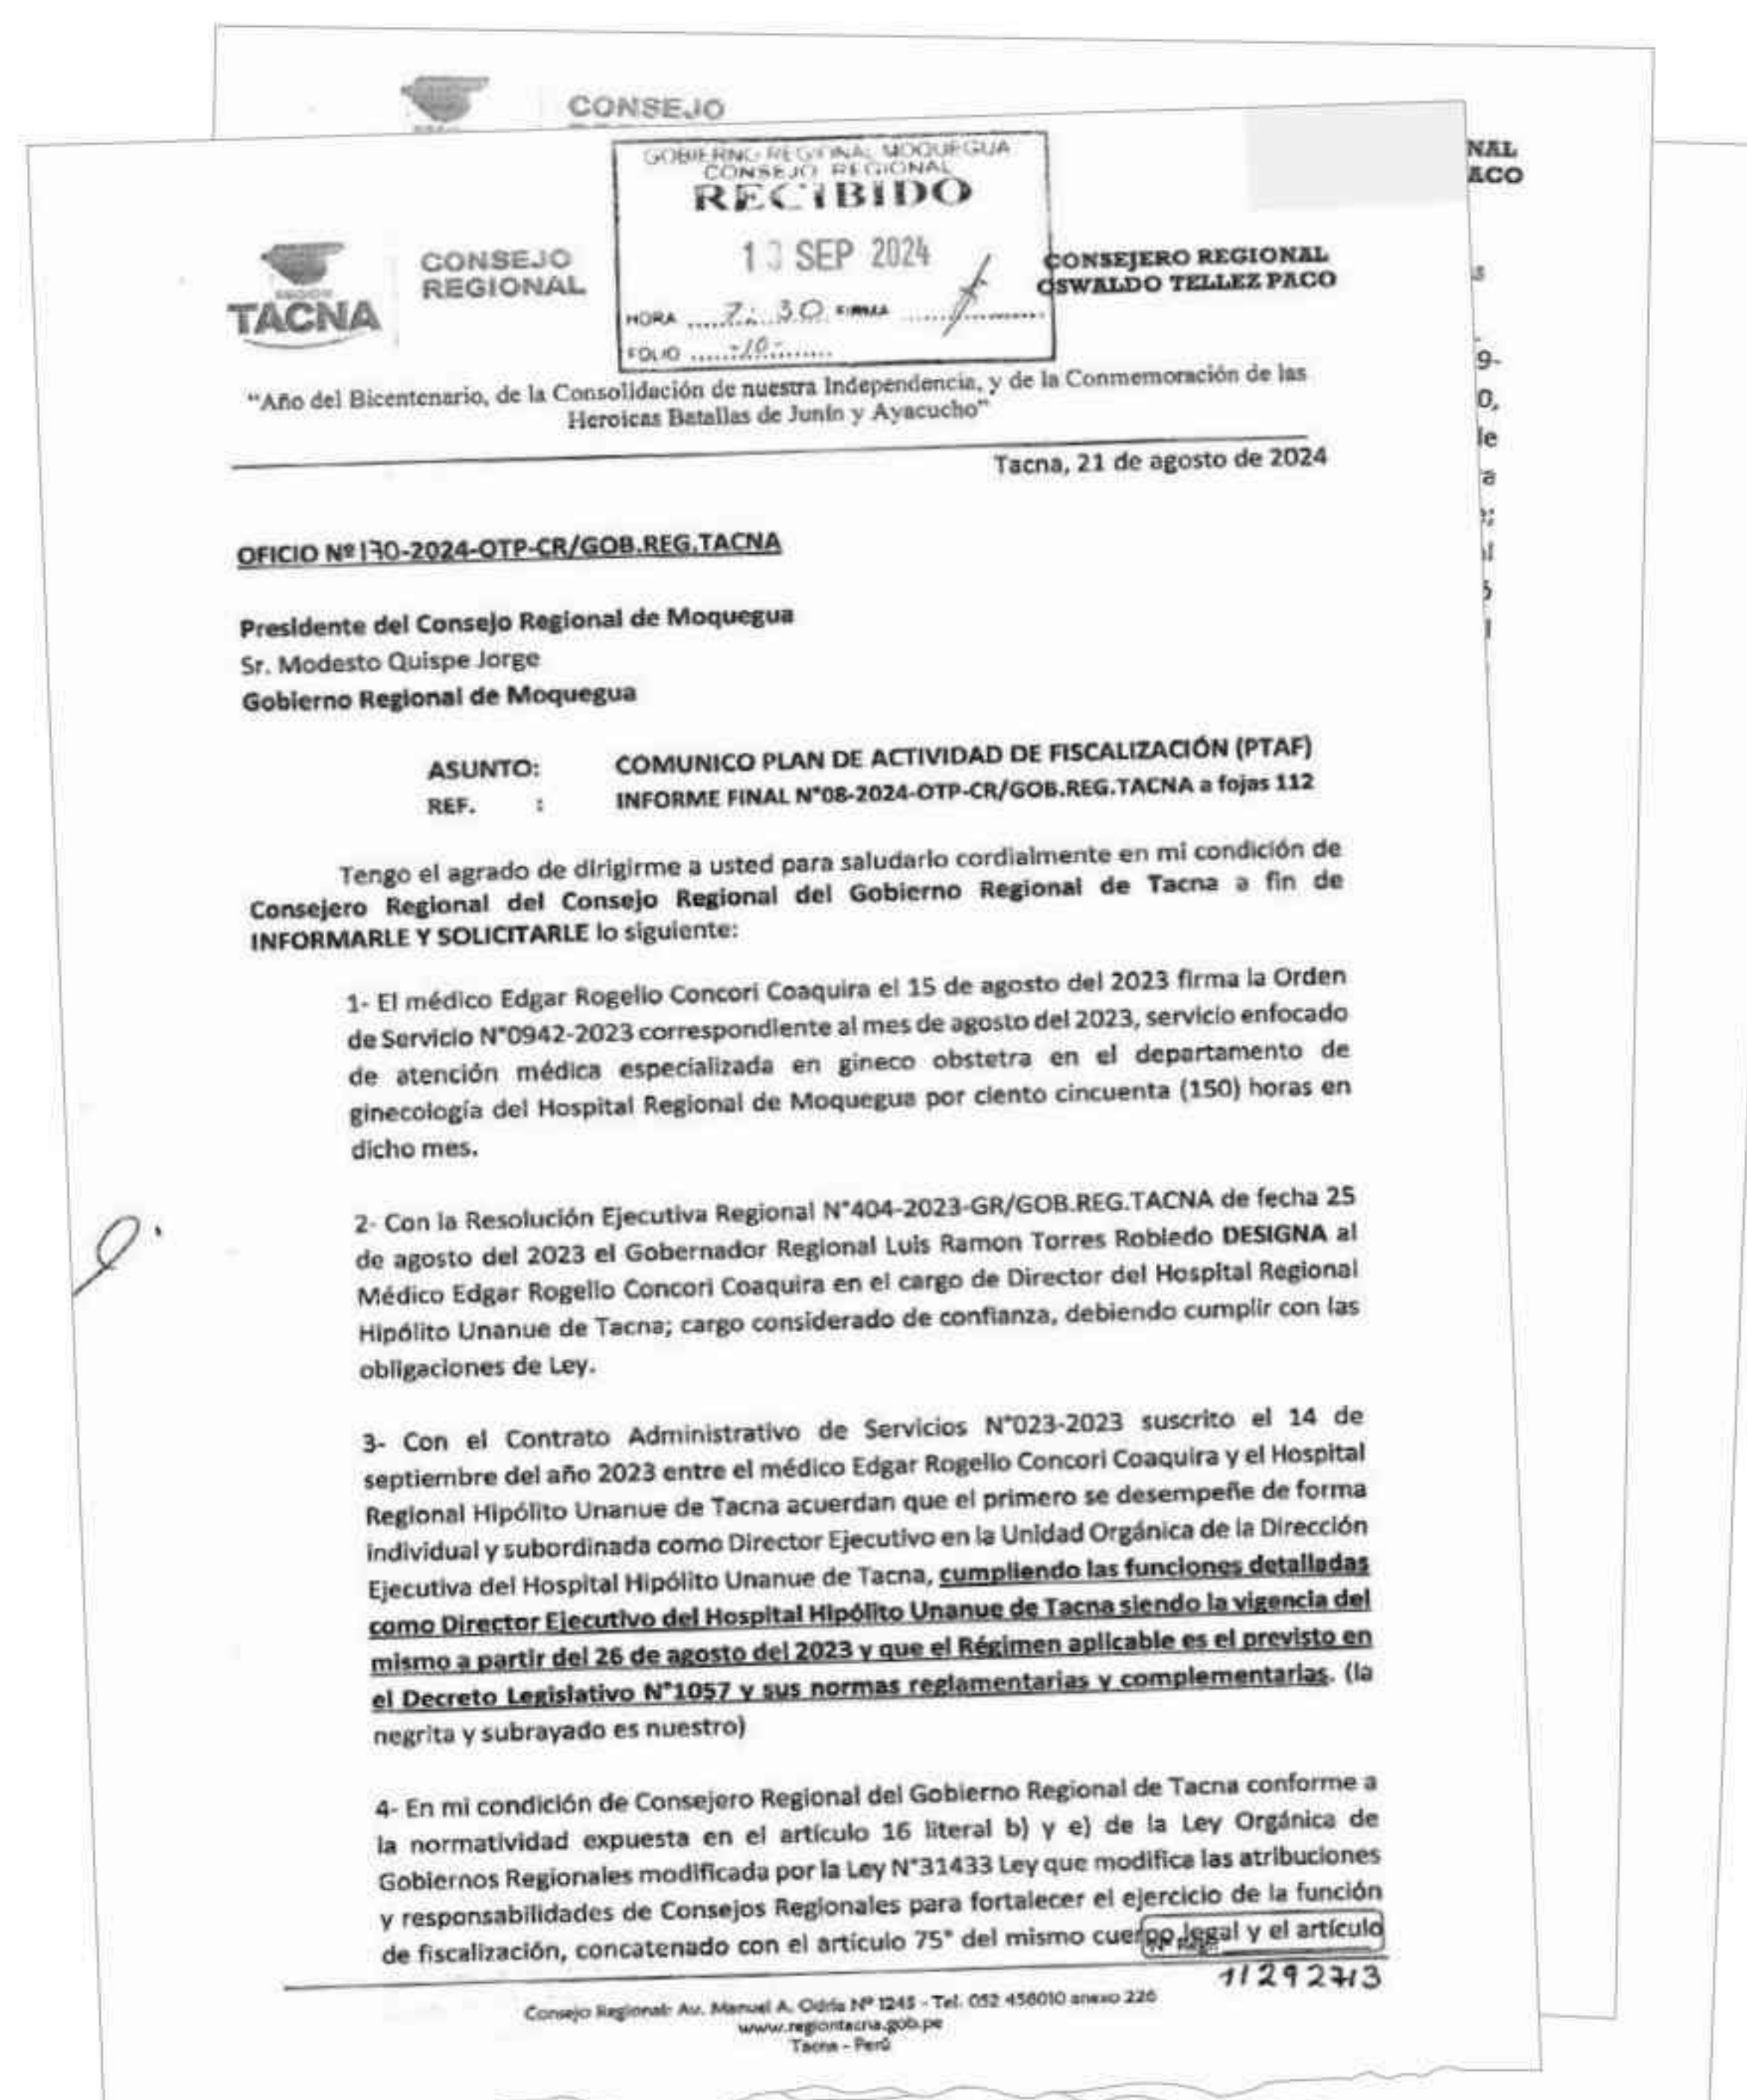 CONSEJO
NAL
ACO
GOBIERNO REGIONAL MOQUEGUA
CONSEJO REGIONAL
RECIBIDO
SEP 2024
HORA 7:30 FIRMA
FOLIO -10-
TACNA
CONSEJO
REGIONAL
CONSEJERO REGIONAL
OSWALDO TELLEZ PACO
"Año del Bicentenario, de la Consolidación de nuestra Independencia, y de la Conmemoración de las
Heroicas Batallas de Junín y Ayacucho"
Tacna, 21 de agosto de 2024
OFICIO Nº170-2024-OTP-CR/GOB.REG.TACNA
Presidente del Consejo Regional de Moquegua
Sr. Modesto Quispe Jorge
Gobierno Regional de Moquegua
ASUNTO: COMUNICO PLAN DE ACTIVIDAD DE FISCALIZACIÓN (PTAF)
REF. : INFORME FINAL N°08-2024-OTP-CR/GOB.REG.TACNA a fojas 112
Tengo el agrado de dirigirme a usted para saludarlo cordialmente en mi condición de
Consejero Regional del Consejo Regional del Gobierno Regional de Tacna a fin de
INFORMARLE Y SOLICITARLE lo siguiente:
1- El médico Edgar Rogelio Concori Coaquira el 15 de agosto del 2023 firma la Orden
de Servicio N°0942-2023 correspondiente al mes de agosto del 2023, servicio enfocado
de atención médica especializada en gineco obstetra en el departamento de
ginecología del Hospital Regional de Moquegua por ciento cincuenta (150) horas en
dicho mes.
2- Con la Resolución Ejecutiva Regional N°404-2023-GR/GOB.REG.TACNA de fecha 25
de agosto del 2023 el Gobernador Regional Luis Ramon Torres Robledo DESIGNA al
Médico Edgar Rogelio Concori Coaquira en el cargo de Director del Hospital Regional
Hipólito Unanue de Tacna; cargo considerado de confianza, debiendo cumplir con las
obligaciones de Ley.
3- Con el Contrato Administrativo de Servicios N°023-2023 suscrito el 14 de
septiembre del año 2023 entre el médico Edgar Rogelio Concori Coaquira y el Hospital
Regional Hipólito Unanue de Tacna acuerdan que el primero se desempeñe de forma
individual y subordinada como Director Ejecutivo en la Unidad Orgánica de la Dirección
Ejecutiva del Hospital Hipólito Unanue de Tacna, cumpliendo las funciones detalladas
como Director Ejecutivo del Hospital Hipólito Unanue de Tacna siendo la vigencia del
mismo a partir del 26 de agosto del 2023 y que el Régimen aplicable es el previsto en
el Decreto Legislativo N°1057 y sus normas reglamentarias y complementarias. (la
negrita y subrayado es nuestro)
4- En mi condición de Consejero Regional del Gobierno Regional de Tacna conforme a
la normatividad expuesta en el artículo 16 literal b) y e) de la Ley Orgánica de
Gobiernos Regionales modificada por la Ley N°31433 Ley que modifica las atribuciones
y responsabilidades de Consejos Regionales para fortalecer el ejercicio de la función
de fiscalización, concatenado con el artículo 75° del mismo cuerpo legal y el artículo
Consejo Regional: Av. Manuel A. Odría Nº 1245 - Tel. 052 456010 anexo 226
www.regiontacna.gob.pe
Tacna - Perú